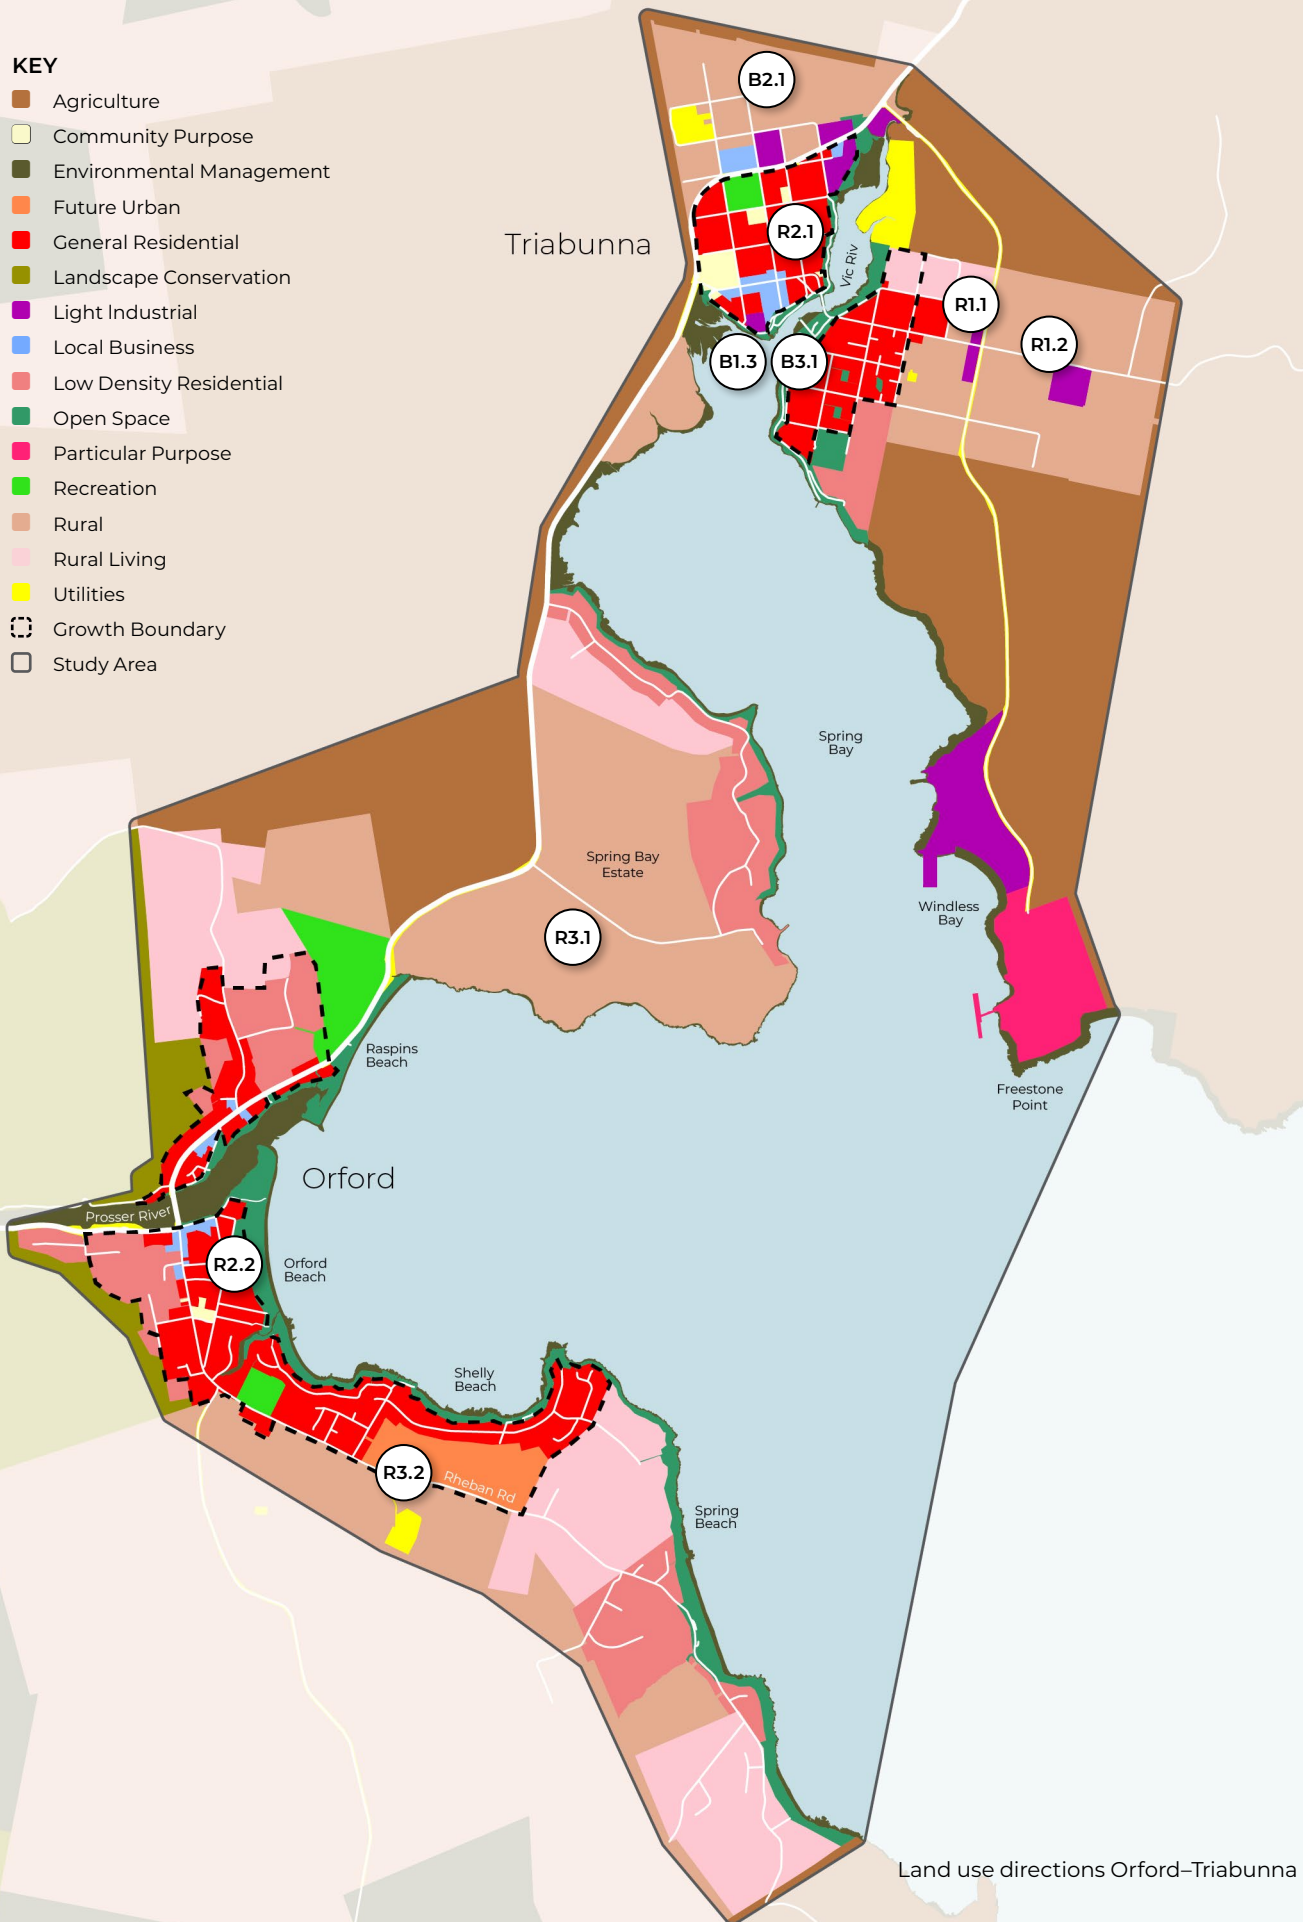 KEY
Agriculture
Community Purpose
Environmental Management
Future Urban
General Residential
Landscape Conservation
Light Industrial
Local Business
Low Density Residential
Open Space
Particular Purpose
Recreation
Rural
Rural Living
Utilities
Growth Boundary
Study Area
B2.1
R2.1
Triabunna
Vic Riv
R1.1
R1.2
B1.3
B3.1
Spring
Bay
Spring Bay
Estate
Windless
Bay
R3.1
Raspins
Beach
Freestone
Point
Orford
Prosser River
R2.2
Orford
Beach
Shelly
Beach
R3.2
Rheban Rd
Spring
Beach
Land use directions Orford–Triabunna